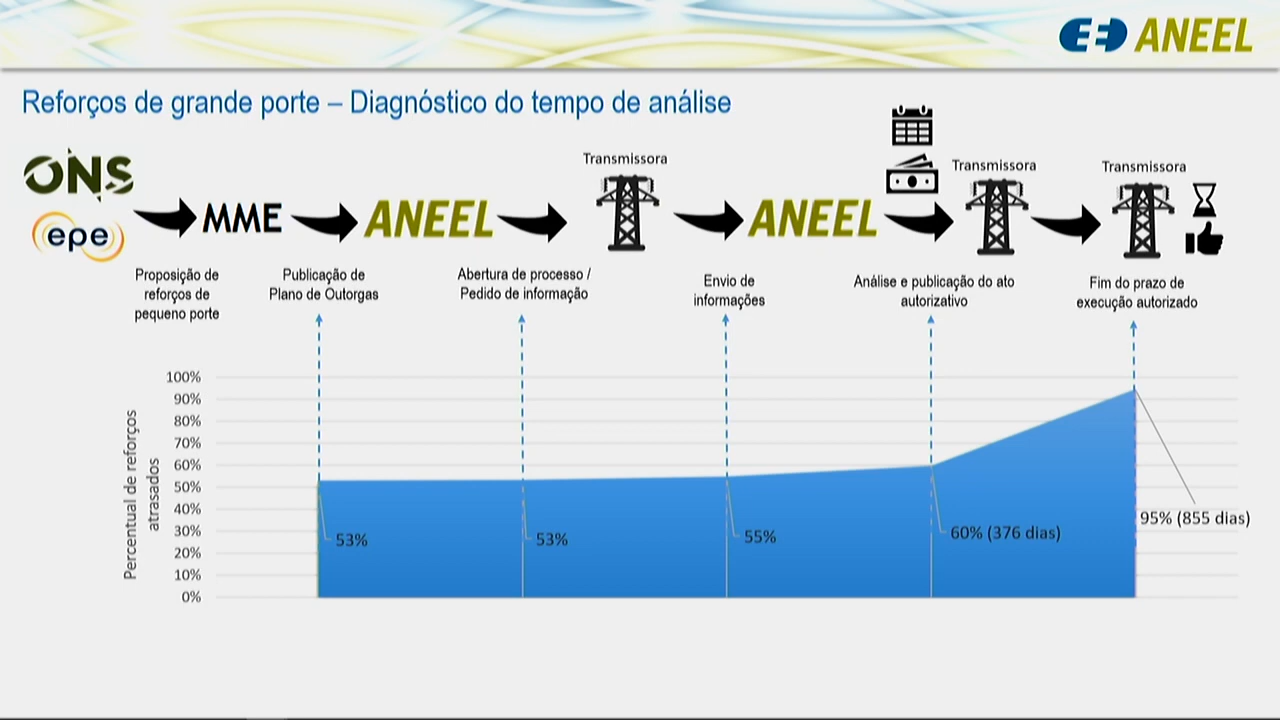 ANEEL
Reforços de grande porte – Diagnóstico do tempo de análise
ONS
epe
MME
ANEEL
Transmissora
ANEEL
Transmissora
Transmissora
Proposição de
reforços de
pequeno porte
Publicação de
Plano de Outorgas
Abertura de processo /
Pedido de informação
Envio de
informações
Análise e publicação do ato
autorizativo
Fim do prazo de
execução autorizado
Percentual de reforços
atrasados
100%
90%
80%
70%
60%
50%
40%
30%
20%
10%
0%
53%
53%
55%
60% (376 dias)
95% (855 dias)